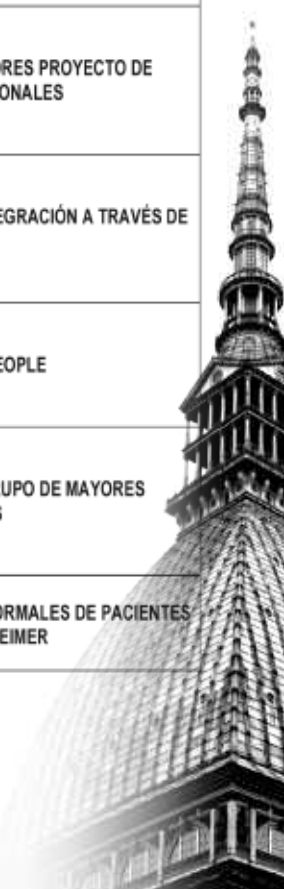 ORES PROYECTO DE
ONALES
EGRACIÓN A TRAVÉS DE
EOPLE
UPO DE MAYORES
S
ORMALES DE PACIENTES
EIMER